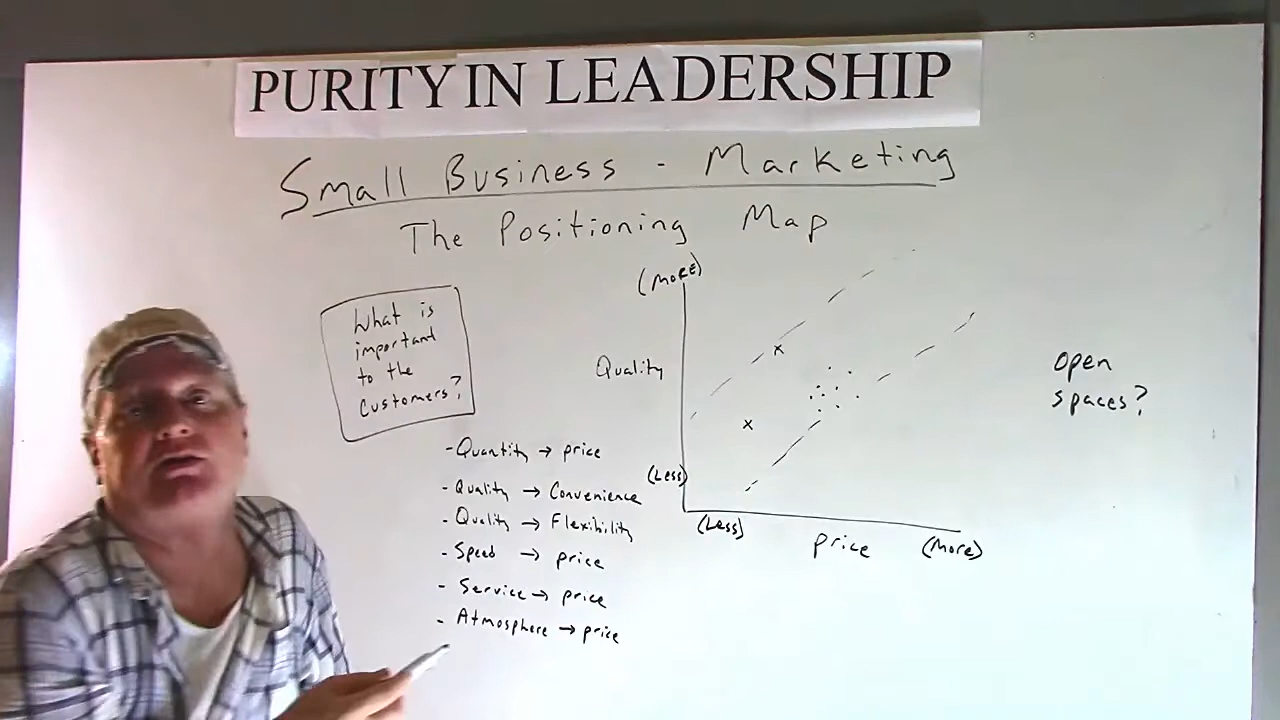 PURITY IN LEADERSHIP
Small Business - Marketing
The Positioning Map
What is
important
to the
Customers?
- Quantity → price
- Quality → Convenience
- Quality → Flexibility
- Speed → price
- Service → price
- Atmosphere → price
(More)
Quality
(Less)
(Less)
price
(More)
Open
spaces?